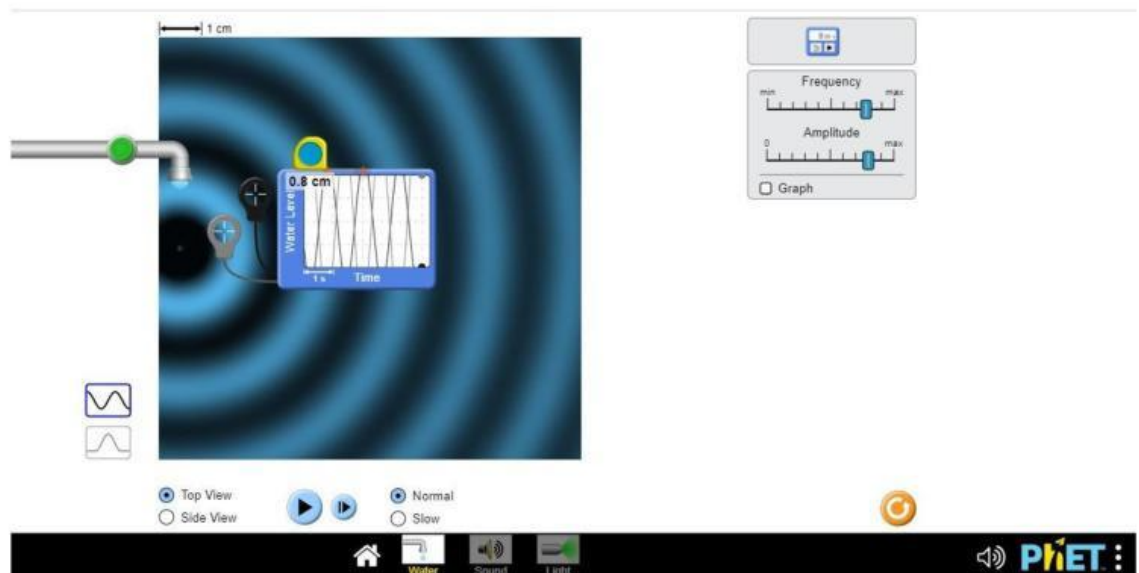 1 cm
Frequency
min
max
Amplitude
0
max
Graph
0.8 cm
Water Level
1 s
Time
Top View
Side View
Normal
Slow
Water
Sound
Light
PhET